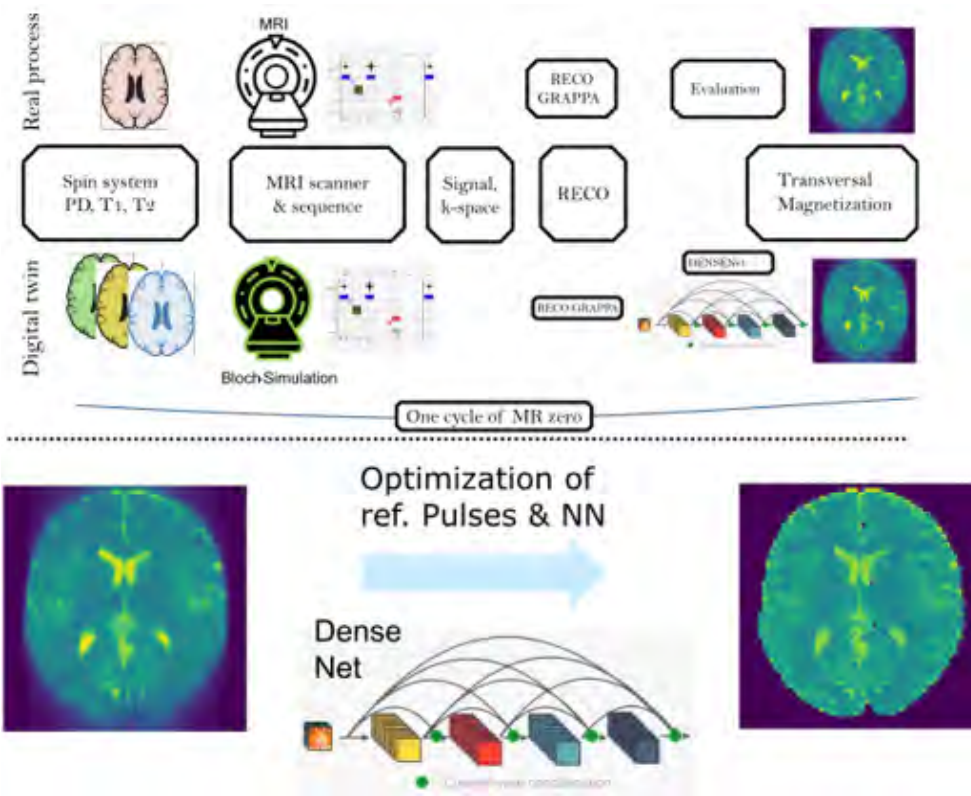 Real process
MRI
RECO
GRAPPA
Evaluation
Spin system
PD, T1, T2
MRI scanner
& sequence
Signal,
k-space
RECO
Transversal
Magnetization
Digital twin
Bloch-Simulation
RECO GRAPPA
DENSENet
One cycle of MR zero
Optimization of
ref. Pulses & NN
Dense
Net